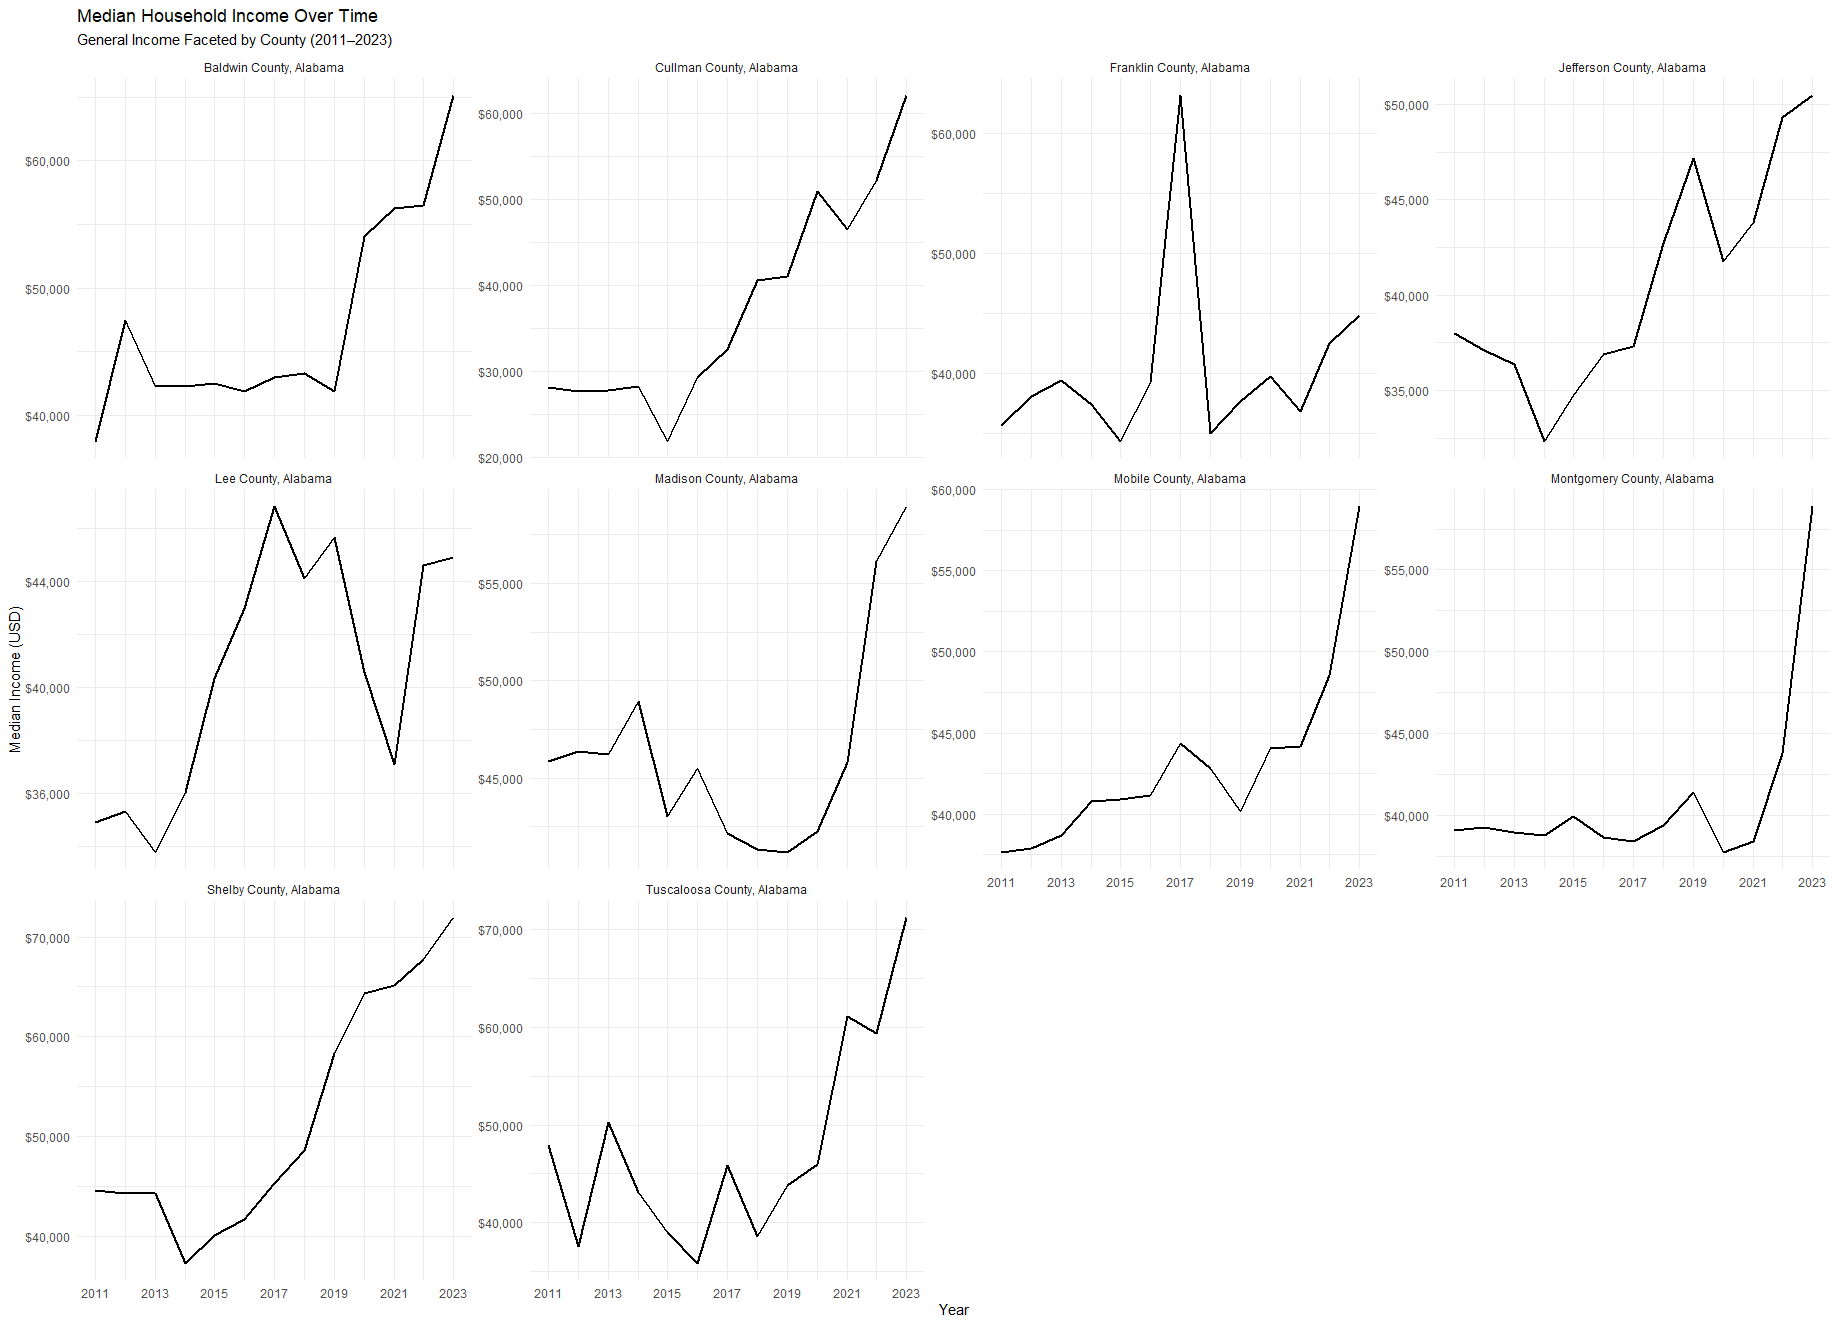 Median Household Income Over Time
General Income Faceted by County (2011–2023)
Baldwin County, Alabama
Cullman County, Alabama
Franklin County, Alabama
Jefferson County, Alabama
$60,000
$50,000
$40,000
$60,000
$50,000
$40,000
$30,000
$20,000
$60,000
$50,000
$40,000
$50,000
$45,000
$40,000
$35,000
Lee County, Alabama
Madison County, Alabama
Mobile County, Alabama
Montgomery County, Alabama
$44,000
$40,000
$36,000
$55,000
$50,000
$45,000
$60,000
$55,000
$50,000
$45,000
$40,000
$55,000
$50,000
$45,000
$40,000
2011 2013 2015 2017 2019 2021 2023
2011 2013 2015 2017 2019 2021 2023
Shelby County, Alabama
Tuscaloosa County, Alabama
$70,000
$60,000
$50,000
$40,000
$70,000
$60,000
$50,000
$40,000
2011 2013 2015 2017 2019 2021 2023
2011 2013 2015 2017 2019 2021 2023
Year
Median Income (USD)